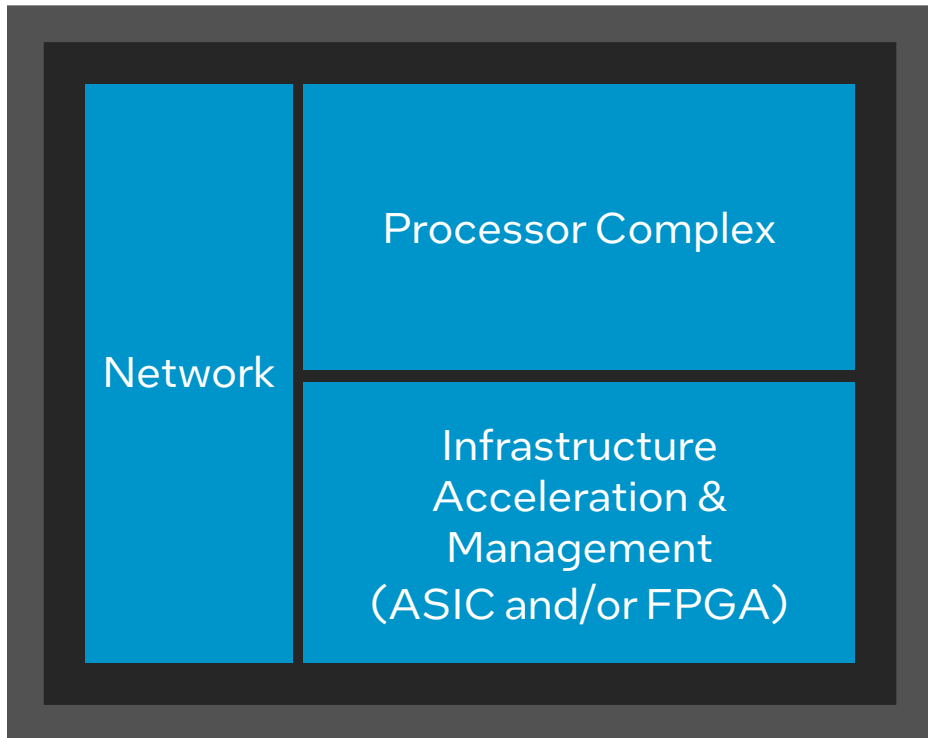 Network
Processor Complex
Infrastructure
Acceleration &
Management
(ASIC and/or FPGA)